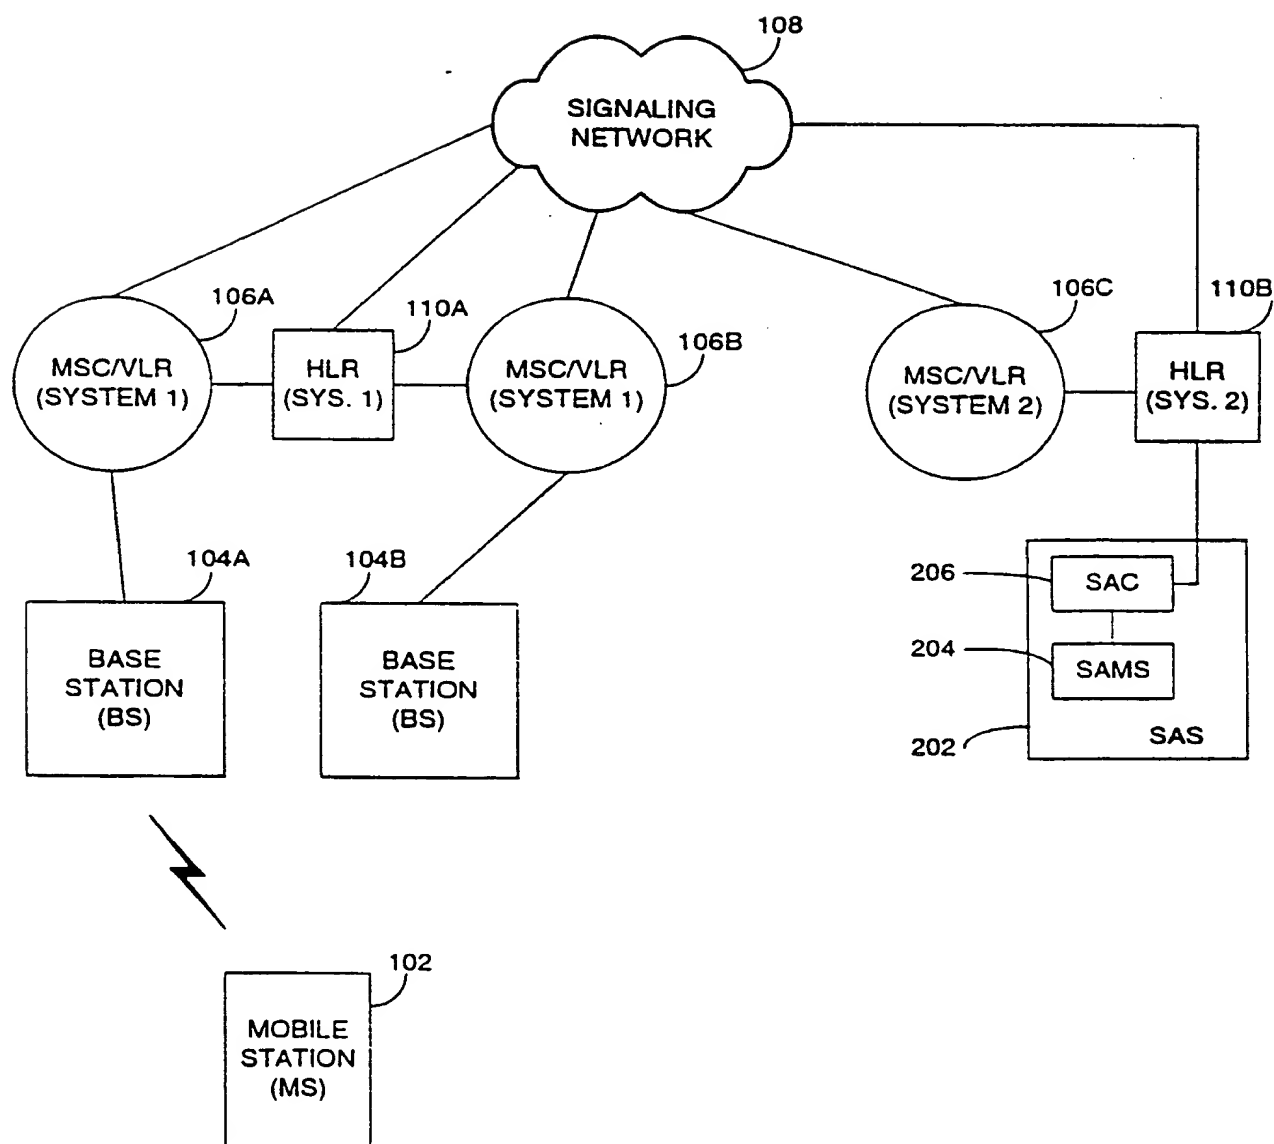 108
SIGNALING
NETWORK
106A
110A
106B
106C
110B
MSC/VLR
(SYSTEM 1)
HLR
(SYS. 1)
MSC/VLR
(SYSTEM 1)
MSC/VLR
(SYSTEM 2)
HLR
(SYS. 2)
104A
104B
BASE
STATION
(BS)
BASE
STATION
(BS)
206
SAC
204
SAMS
202
SAS
102
MOBILE
STATION
(MS)